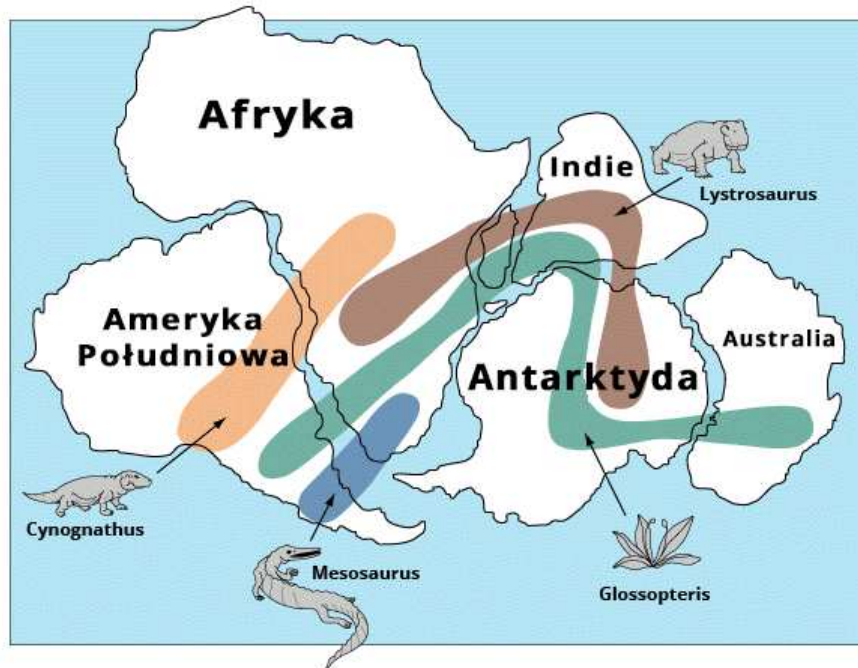 Afryka
Indie
Lystrosaurus
Ameryka
Południowa
Australia
Antarktyda
Cynognathus
Mesosaurus
Glossopteris